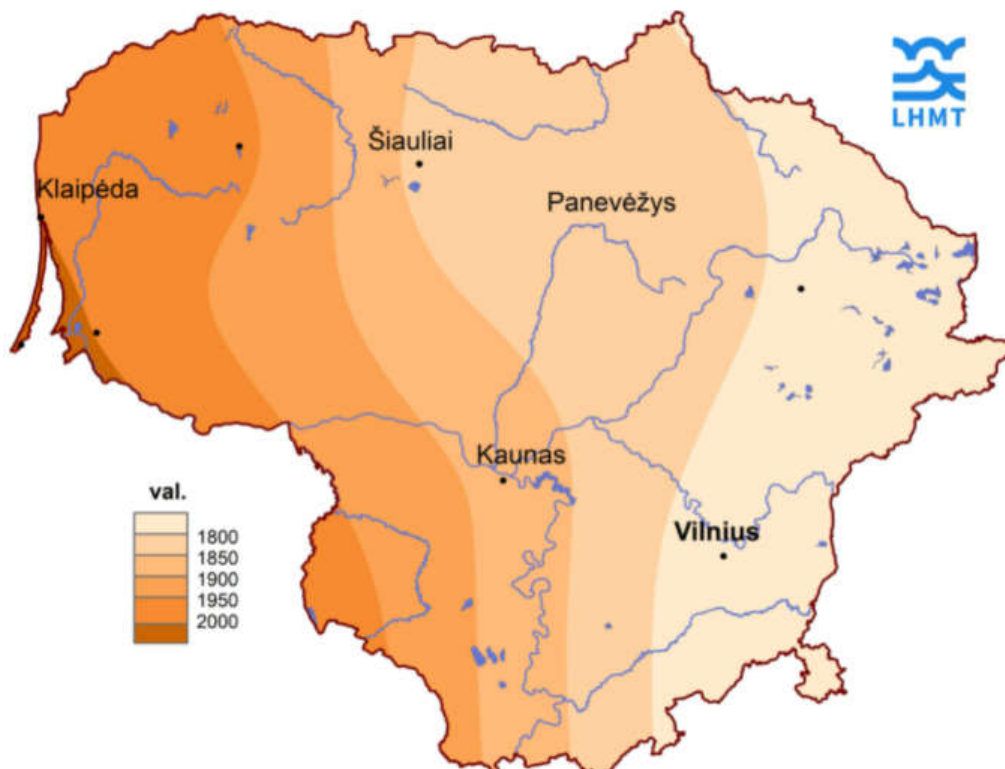 LHMT
Šiauliai
Klaipėda
Panevėžys
Kaunas
val.
1800
1850
1900
1950
2000
Vilnius